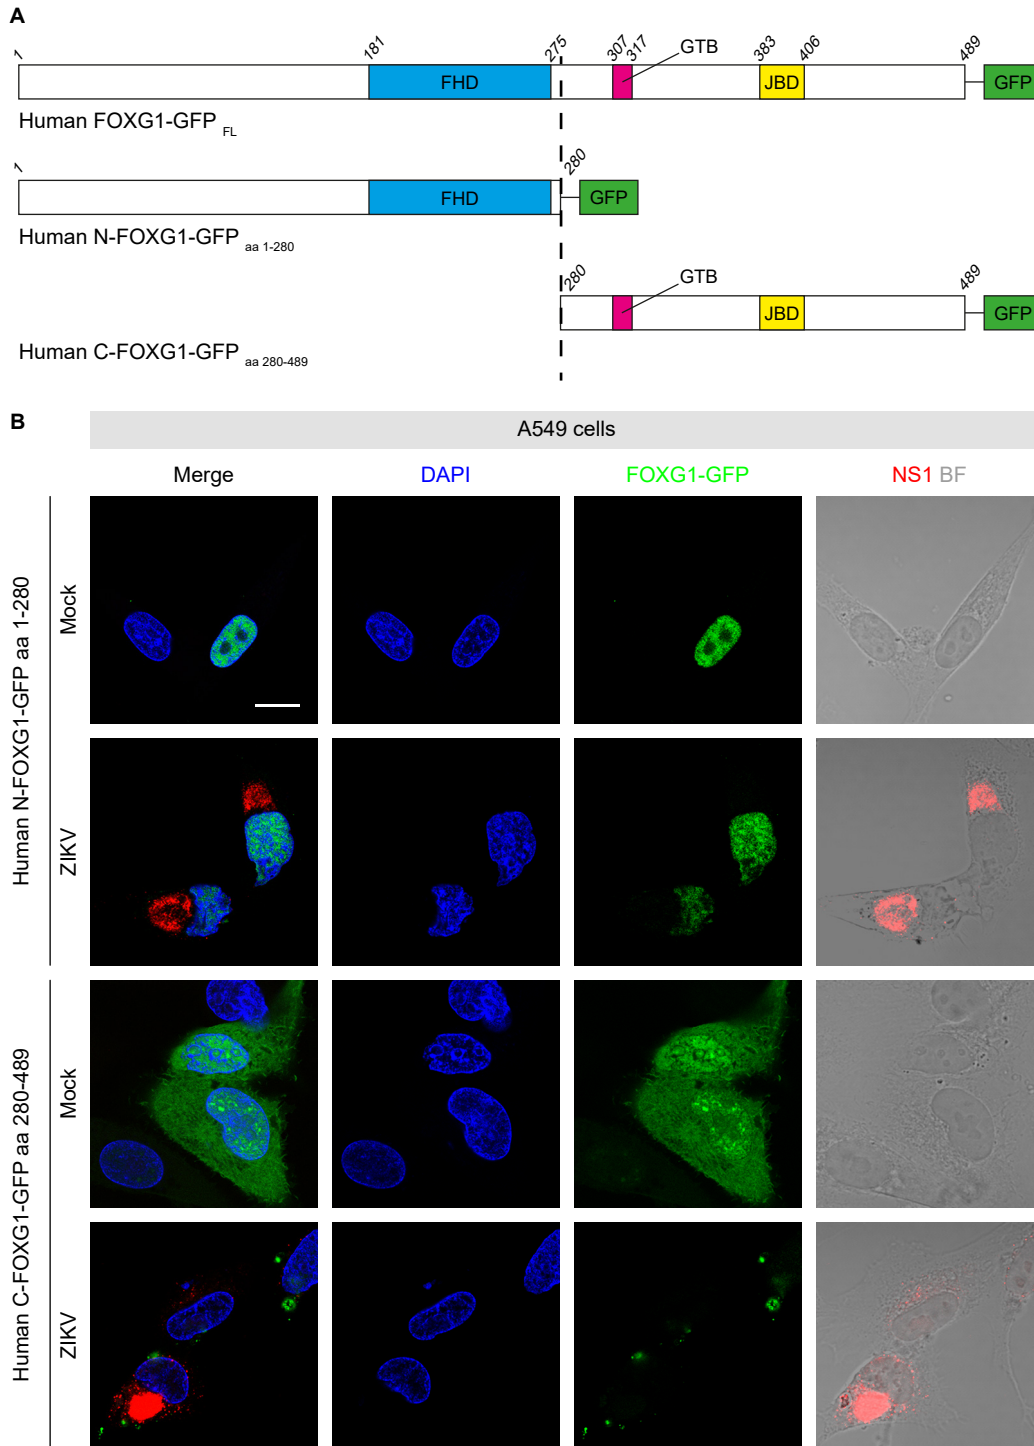 A
1 181 275 307 317 GTB 383 406 489
FHD JBD GFP
Human FOXG1-GFP FL
1 280
FHD GFP
Human N-FOXG1-GFP aa 1-280
280 GTB 489
JBD GFP
Human C-FOXG1-GFP aa 280-489
B
A549 cells
Merge DAPI FOXG1-GFP NS1 BF
Human N-FOXG1-GFP aa 1-280
Mock
ZIKV
Human C-FOXG1-GFP aa 280-489
Mock
ZIKV